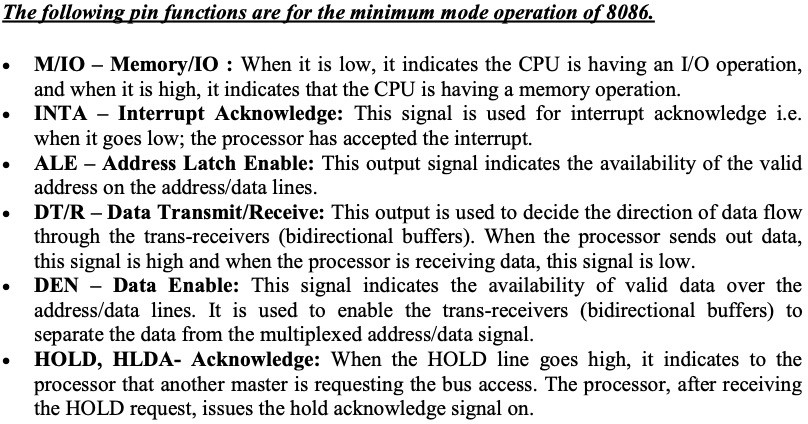 The following pin functions are for the minimum mode operation of 8086.
• M/IO – Memory/IO : When it is low, it indicates the CPU is having an I/O operation,
and when it is high, it indicates that the CPU is having a memory operation.
• INTA – Interrupt Acknowledge: This signal is used for interrupt acknowledge i.e.
when it goes low; the processor has accepted the interrupt.
• ALE – Address Latch Enable: This output signal indicates the availability of the valid
address on the address/data lines.
• DT/R – Data Transmit/Receive: This output is used to decide the direction of data flow
through the trans-receivers (bidirectional buffers). When the processor sends out data,
this signal is high and when the processor is receiving data, this signal is low.
• DEN – Data Enable: This signal indicates the availability of valid data over the
address/data lines. It is used to enable the trans-receivers (bidirectional buffers) to
separate the data from the multiplexed address/data signal.
• HOLD, HLDA- Acknowledge: When the HOLD line goes high, it indicates to the
processor that another master is requesting the bus access. The processor, after receiving
the HOLD request, issues the hold acknowledge signal on.